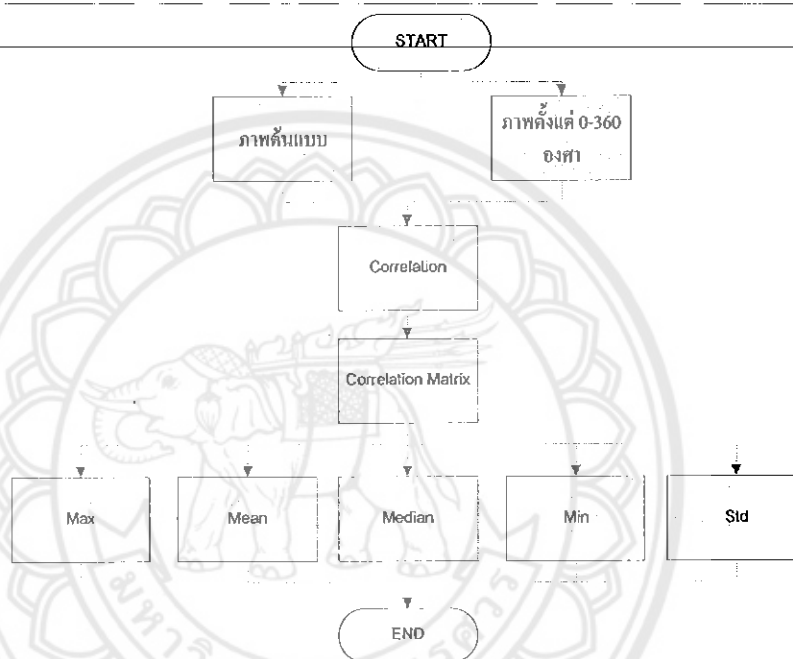 START
ภาพต้นแบบ
ภาพตั้งแต่ 0-360
องศา
Correlation
Correlation Matrix
Max
Mean
Median
Min
Std
END